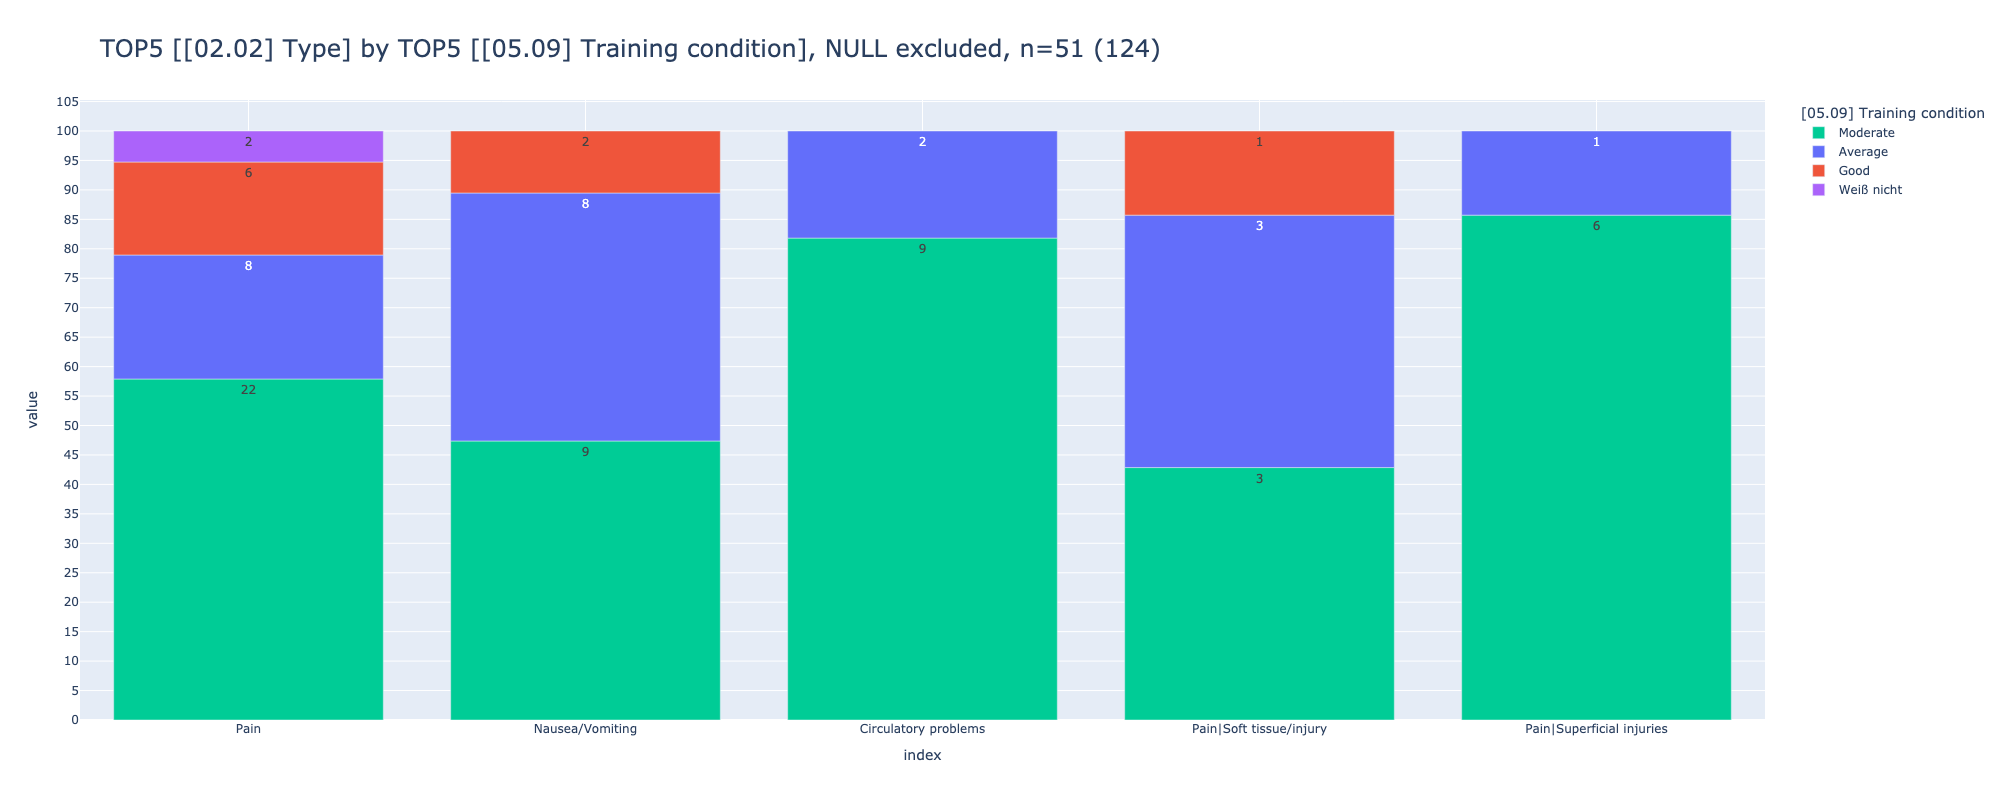 TOP5 [[02.02] Type] by TOP5 [[05.09] Training condition], NULL excluded, n=51 (124)
105
100
95
90
85
80
75
70
65
60
55
50
45
40
35
30
25
20
15
10
5
0
value
2
6
8
22
2
8
9
2
9
1
3
3
1
6
Pain
Nausea/Vomiting
Circulatory problems
Pain|Soft tissue/injury
Pain|Superficial injuries
index
[05.09] Training condition
Moderate
Average
Good
Weiß nicht